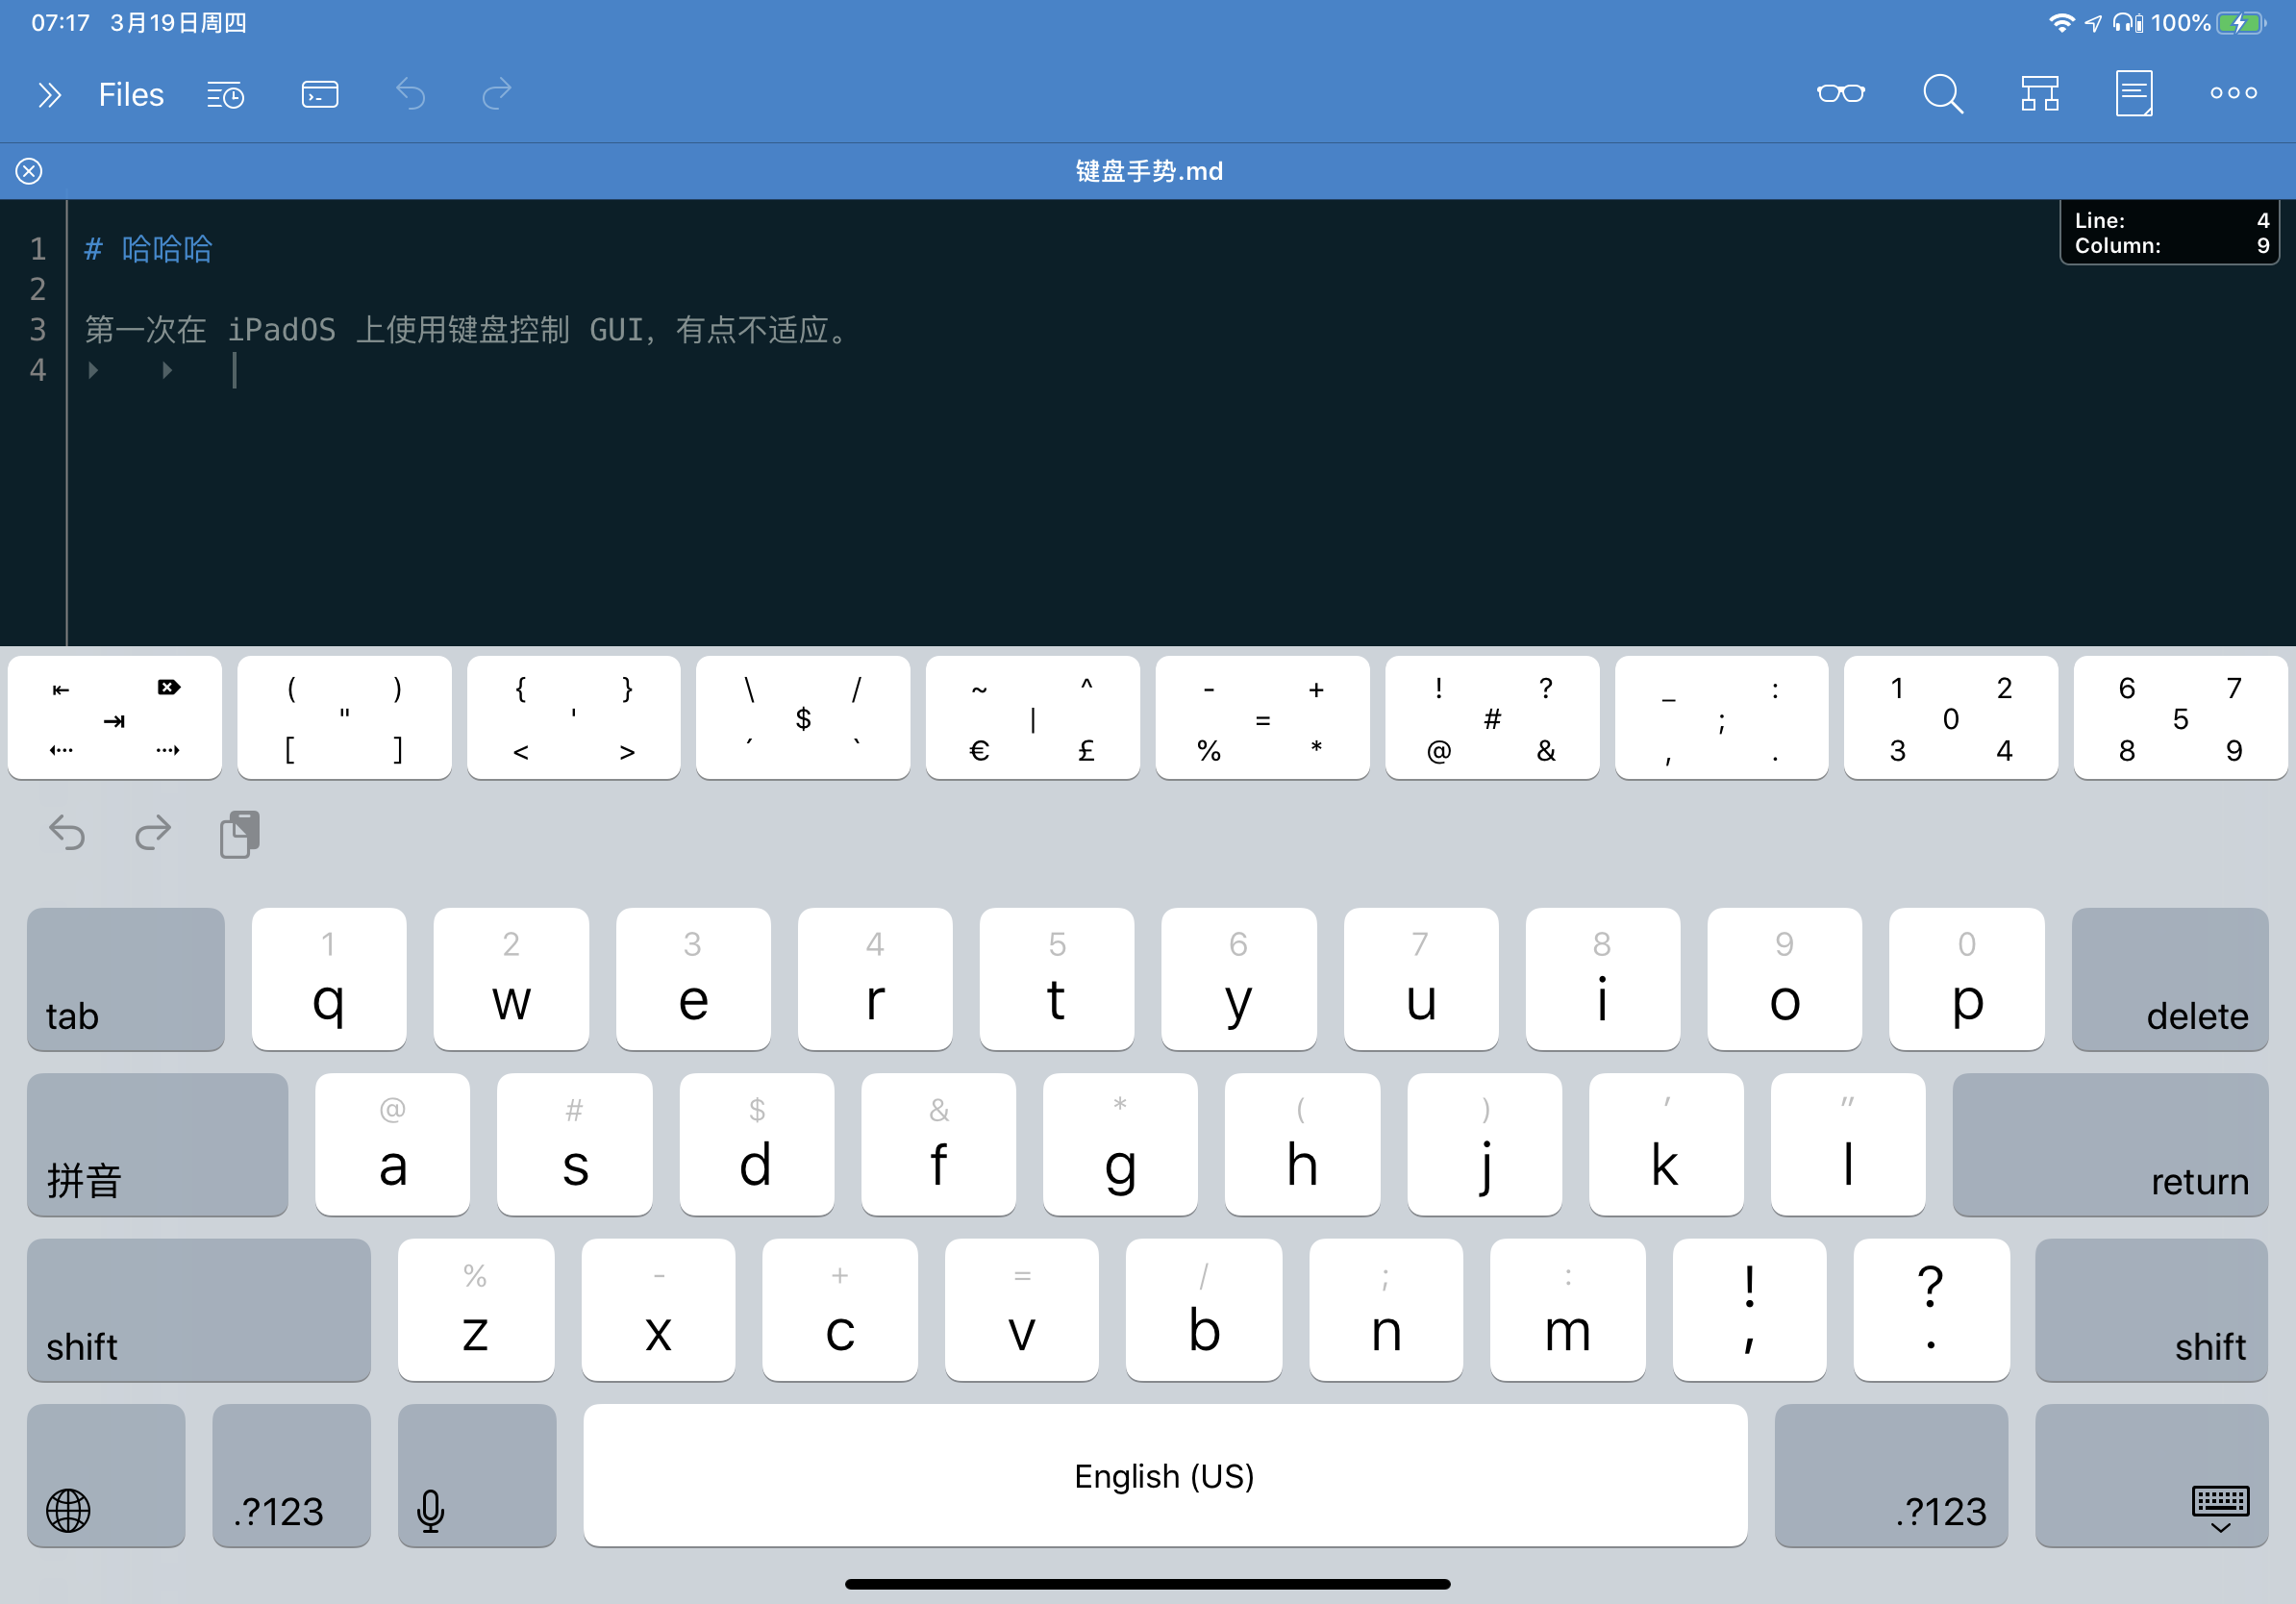 07:17 3月19日周四 100%
Files
键盘手势.md
Line: 4
Column: 9
1 # 哈哈哈
2
3 第一次在 iPadOS 上使用键盘控制 GUI，有点不适应。
4
( ) { } \ / ~ ^ - + ! ? _ : 1 2 6 7
" ' $ | = # ; 0 5
[ ] < > ´ ` € £ % * @ & , . 3 4 8 9
1 2 3 4 5 6 7 8 9 0
tab q w e r t y u i o p delete
@ # $ & * ( ) ' "
拼音 a s d f g h j k l return
% - + = / ; : ! ?
shift z x c v b n m , . shift
.?123 English (US) .?123